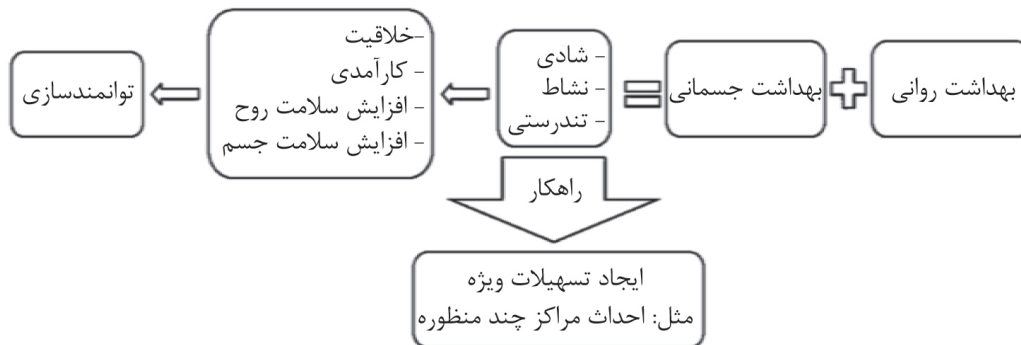 بهداشت روانی
بهداشت جسمانی
- شادی
- نشاط
- تندرستی
-خلاقیت
- کارآمدی
- افزایش سلامت روح
- افزایش سلامت جسم
توانمندسازی
راهکار
ایجاد تسهیلات ویژه
مثل: احداث مراکز چند منظوره